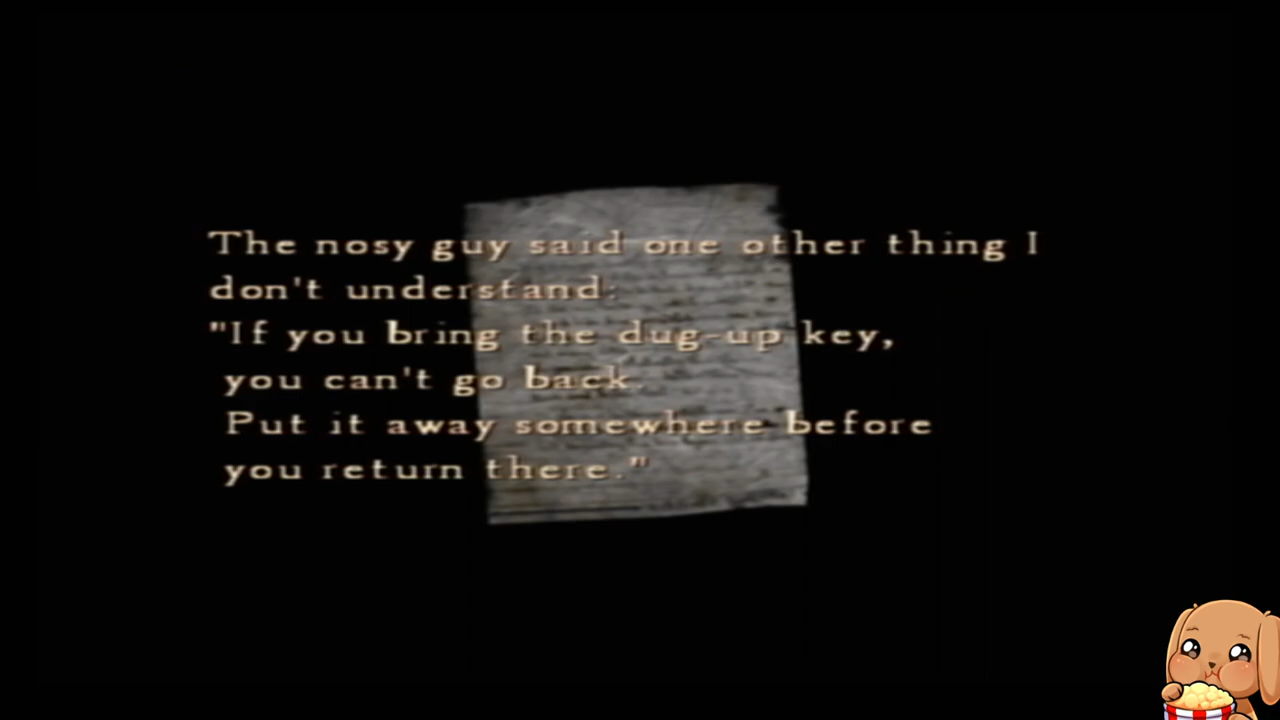 The nosy guy said one other thing I
don't understand:
"If you bring the dug-up key,
you can't go back.
Put it away somewhere before
you return there."